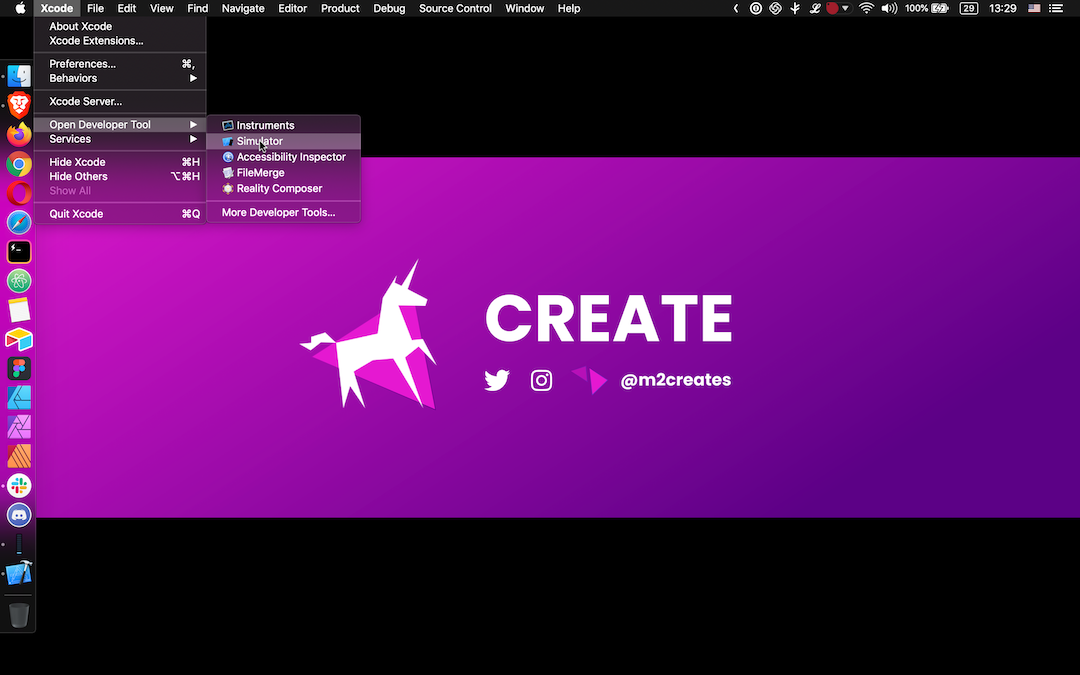 Xcode File Edit View Find Navigate Editor Product Debug Source Control Window Help 100% 29 13:29
About Xcode
Xcode Extensions...
Preferences... ⌘,
Behaviors ▶
Xcode Server...
Open Developer Tool ▶
Services ▶
Hide Xcode ⌘H
Hide Others ⌥⌘H
Show All
Quit Xcode ⌘Q
Instruments
Simulator
Accessibility Inspector
FileMerge
Reality Composer
More Developer Tools...
CREATE
@m2creates